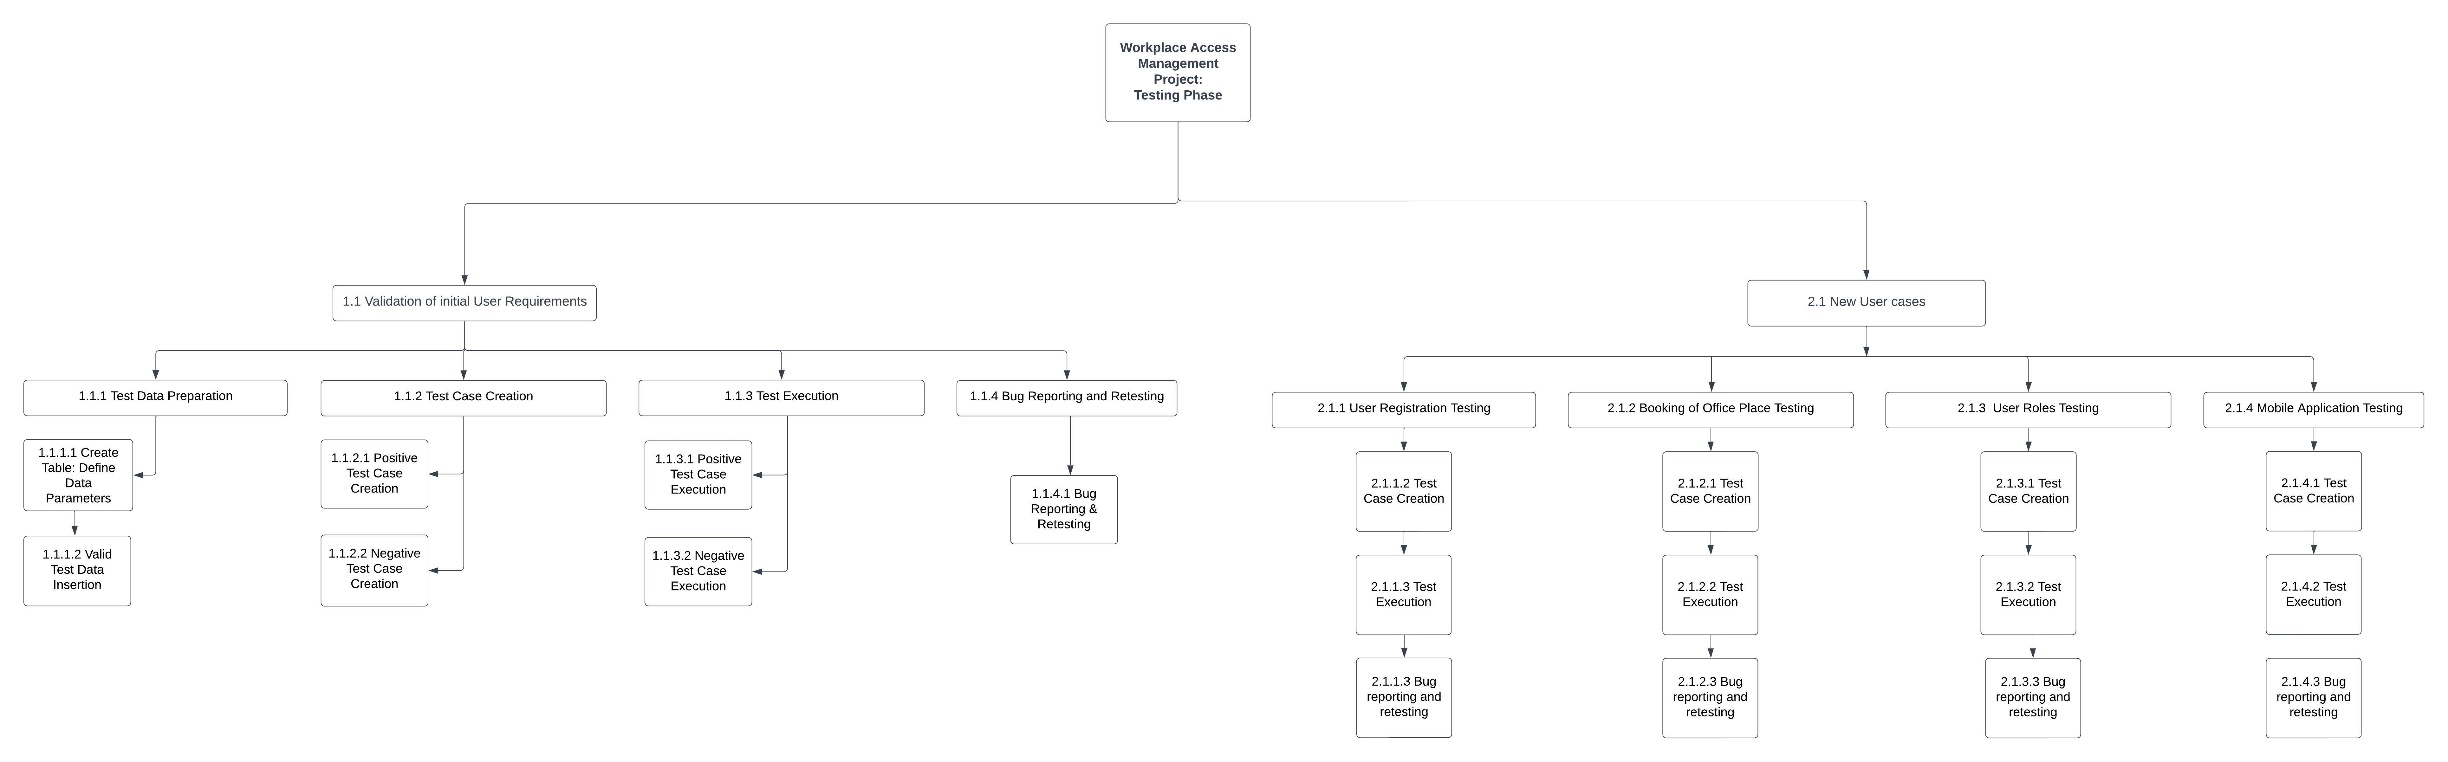 Workplace Access
Management
Project:
Testing Phase
1.1 Validation of initial User Requirements
2.1 New User cases
1.1.1 Test Data Preparation
1.1.2 Test Case Creation
1.1.3 Test Execution
1.1.4 Bug Reporting and Retesting
2.1.1 User Registration Testing
2.1.2 Booking of Office Place Testing
2.1.3  User Roles Testing
2.1.4 Mobile Application Testing
1.1.1.1 Create
Table: Define
Data
Parameters
1.1.1.2 Valid
Test Data
Insertion
1.1.2.1 Positive
Test Case
Creation
1.1.2.2 Negative
Test Case
Creation
1.1.3.1 Positive
Test Case
Execution
1.1.3.2 Negative
Test Case
Execution
1.1.4.1 Bug
Reporting &
Retesting
2.1.1.2 Test
Case Creation
2.1.1.3 Test
Execution
2.1.1.3 Bug
reporting and
retesting
2.1.2.1 Test
Case Creation
2.1.2.2 Test
Execution
2.1.2.3 Bug
reporting and
retesting
2.1.3.1 Test
Case Creation
2.1.3.2 Test
Execution
2.1.3.3 Bug
reporting and
retesting
2.1.4.1 Test
Case Creation
2.1.4.2 Test
Execution
2.1.4.3 Bug
reporting and
retesting